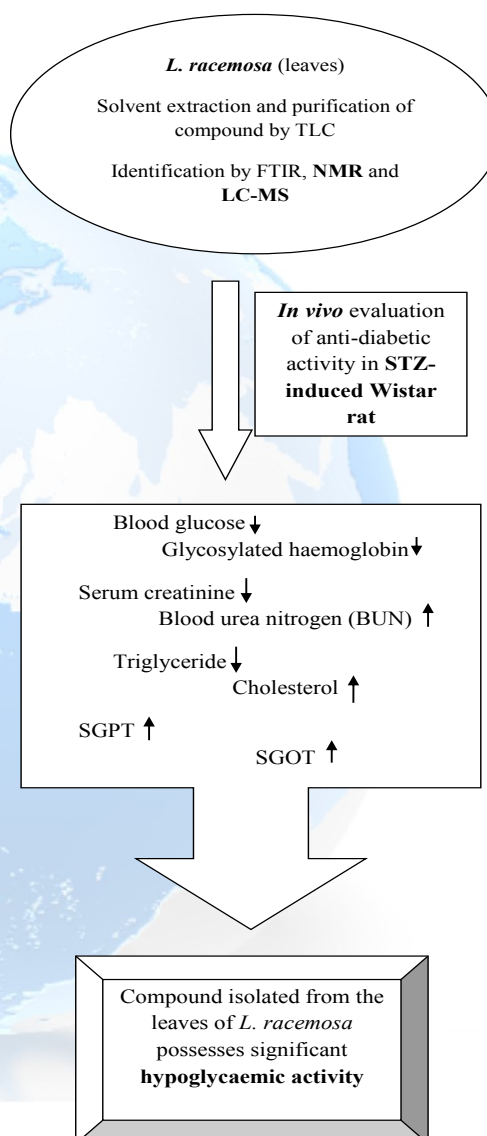 L. racemosa (leaves)
Solvent extraction and purification of
compound by TLC
Identification by FTIR, NMR and
LC-MS
In vivo evaluation
of anti-diabetic
activity in STZ-
induced Wistar
rat
Blood glucose ↓
Glycosylated haemoglobin ↓
Serum creatinine ↓
Blood urea nitrogen (BUN) ↑
Triglyceride ↓
Cholesterol ↑
SGPT ↑
SGOT ↑
Compound isolated from the
leaves of L. racemosa
possesses significant
hypoglycaemic activity